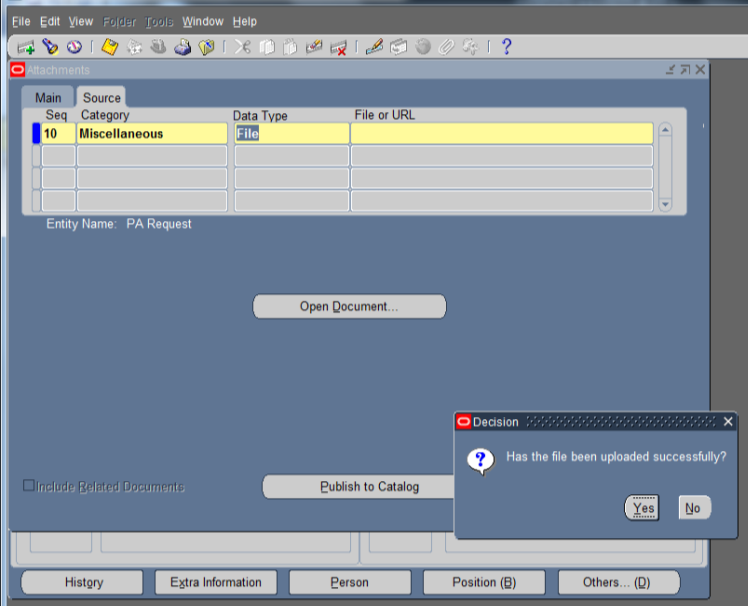 File Edit View Folder Tools Window Help
?
Attachments
Main Source
Seq Category Data Type File or URL
10 Miscellaneous File
Entity Name: PA Request
Open Document...
Decision
? Has the file been uploaded successfully?
Yes No
Include Related Documents Publish to Catalog
History Extra Information Person Position (B) Others... (D)